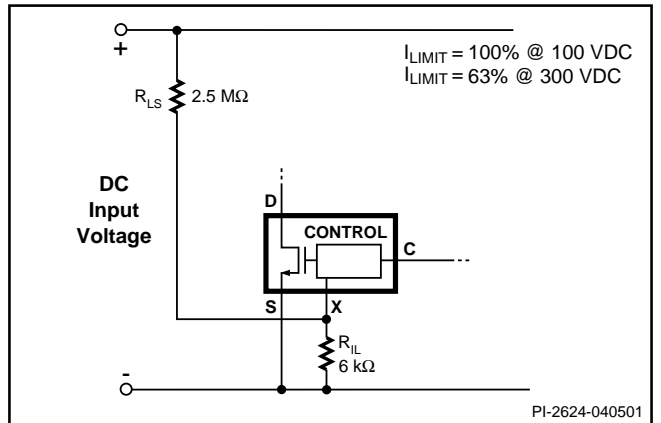 +
I_LIMIT = 100% @ 100 VDC
I_LIMIT = 63% @ 300 VDC
R_LS 2.5 MΩ
DC
Input
Voltage
D
CONTROL
C
S X
R_IL
6 kΩ
-
PI-2624-040501